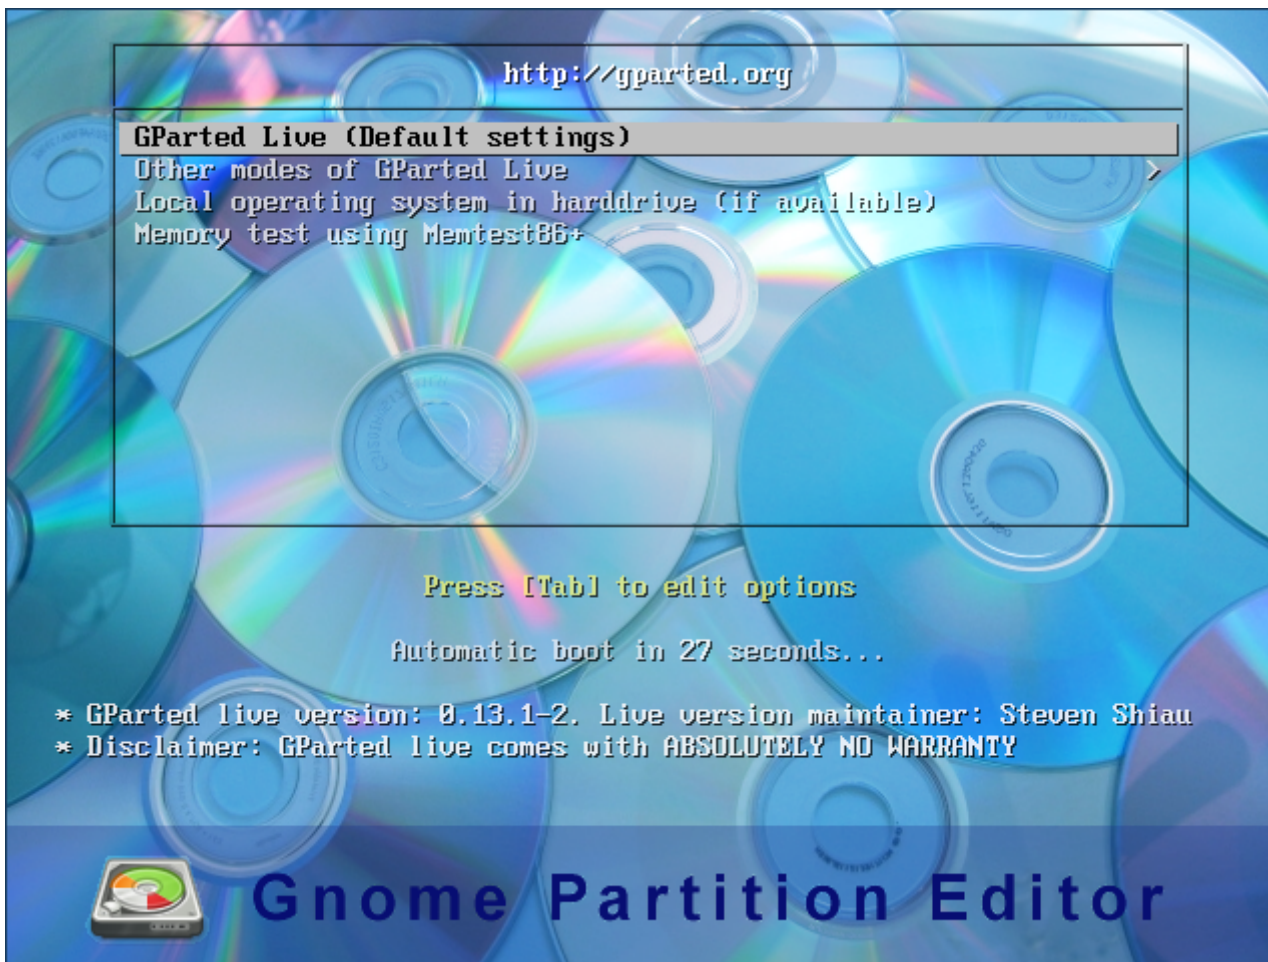 http://gparted.org
GParted Live (Default settings)
Other modes of GParted Live >
Local operating system in harddrive (if available)
Memory test using Memtest86+
Press [Tab] to edit options
Automatic boot in 27 seconds...
* GParted live version: 0.13.1-2. Live version maintainer: Steven Shiau
* Disclaimer: GParted live comes with ABSOLUTELY NO WARRANTY
Gnome Partition Editor